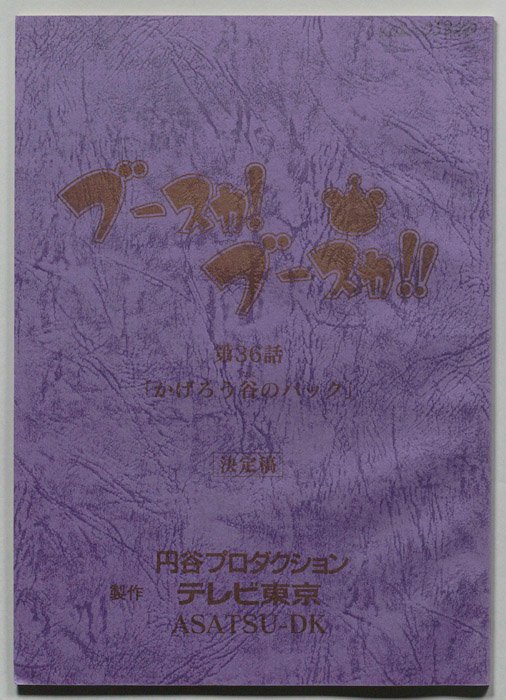 ブースカ!
ブースカ!!
第36話
「かげろう谷のパック」
決定稿
円谷プロダクション
製作 テレビ東京
ASATSU-DK